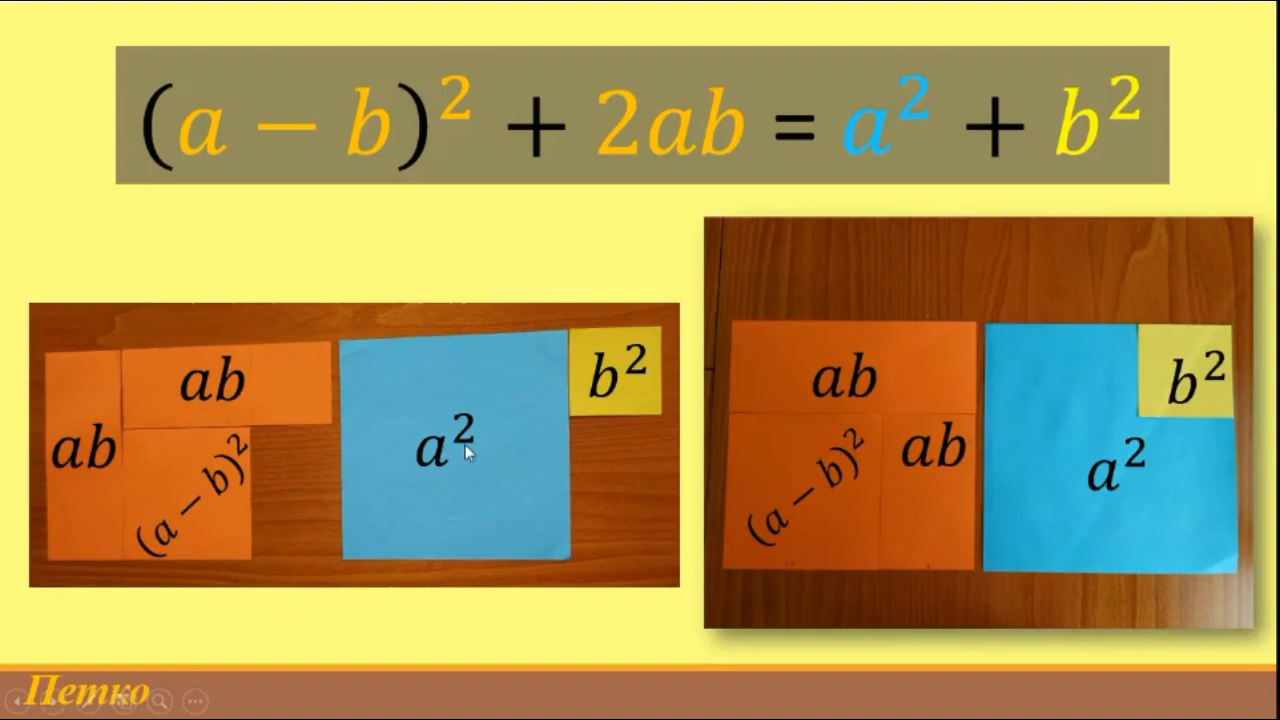 (a − b)² + 2ab = a² + b²
ab
ab
(a − b)²
a²
b²
ab
(a − b)²
ab
a²
b²
Петко